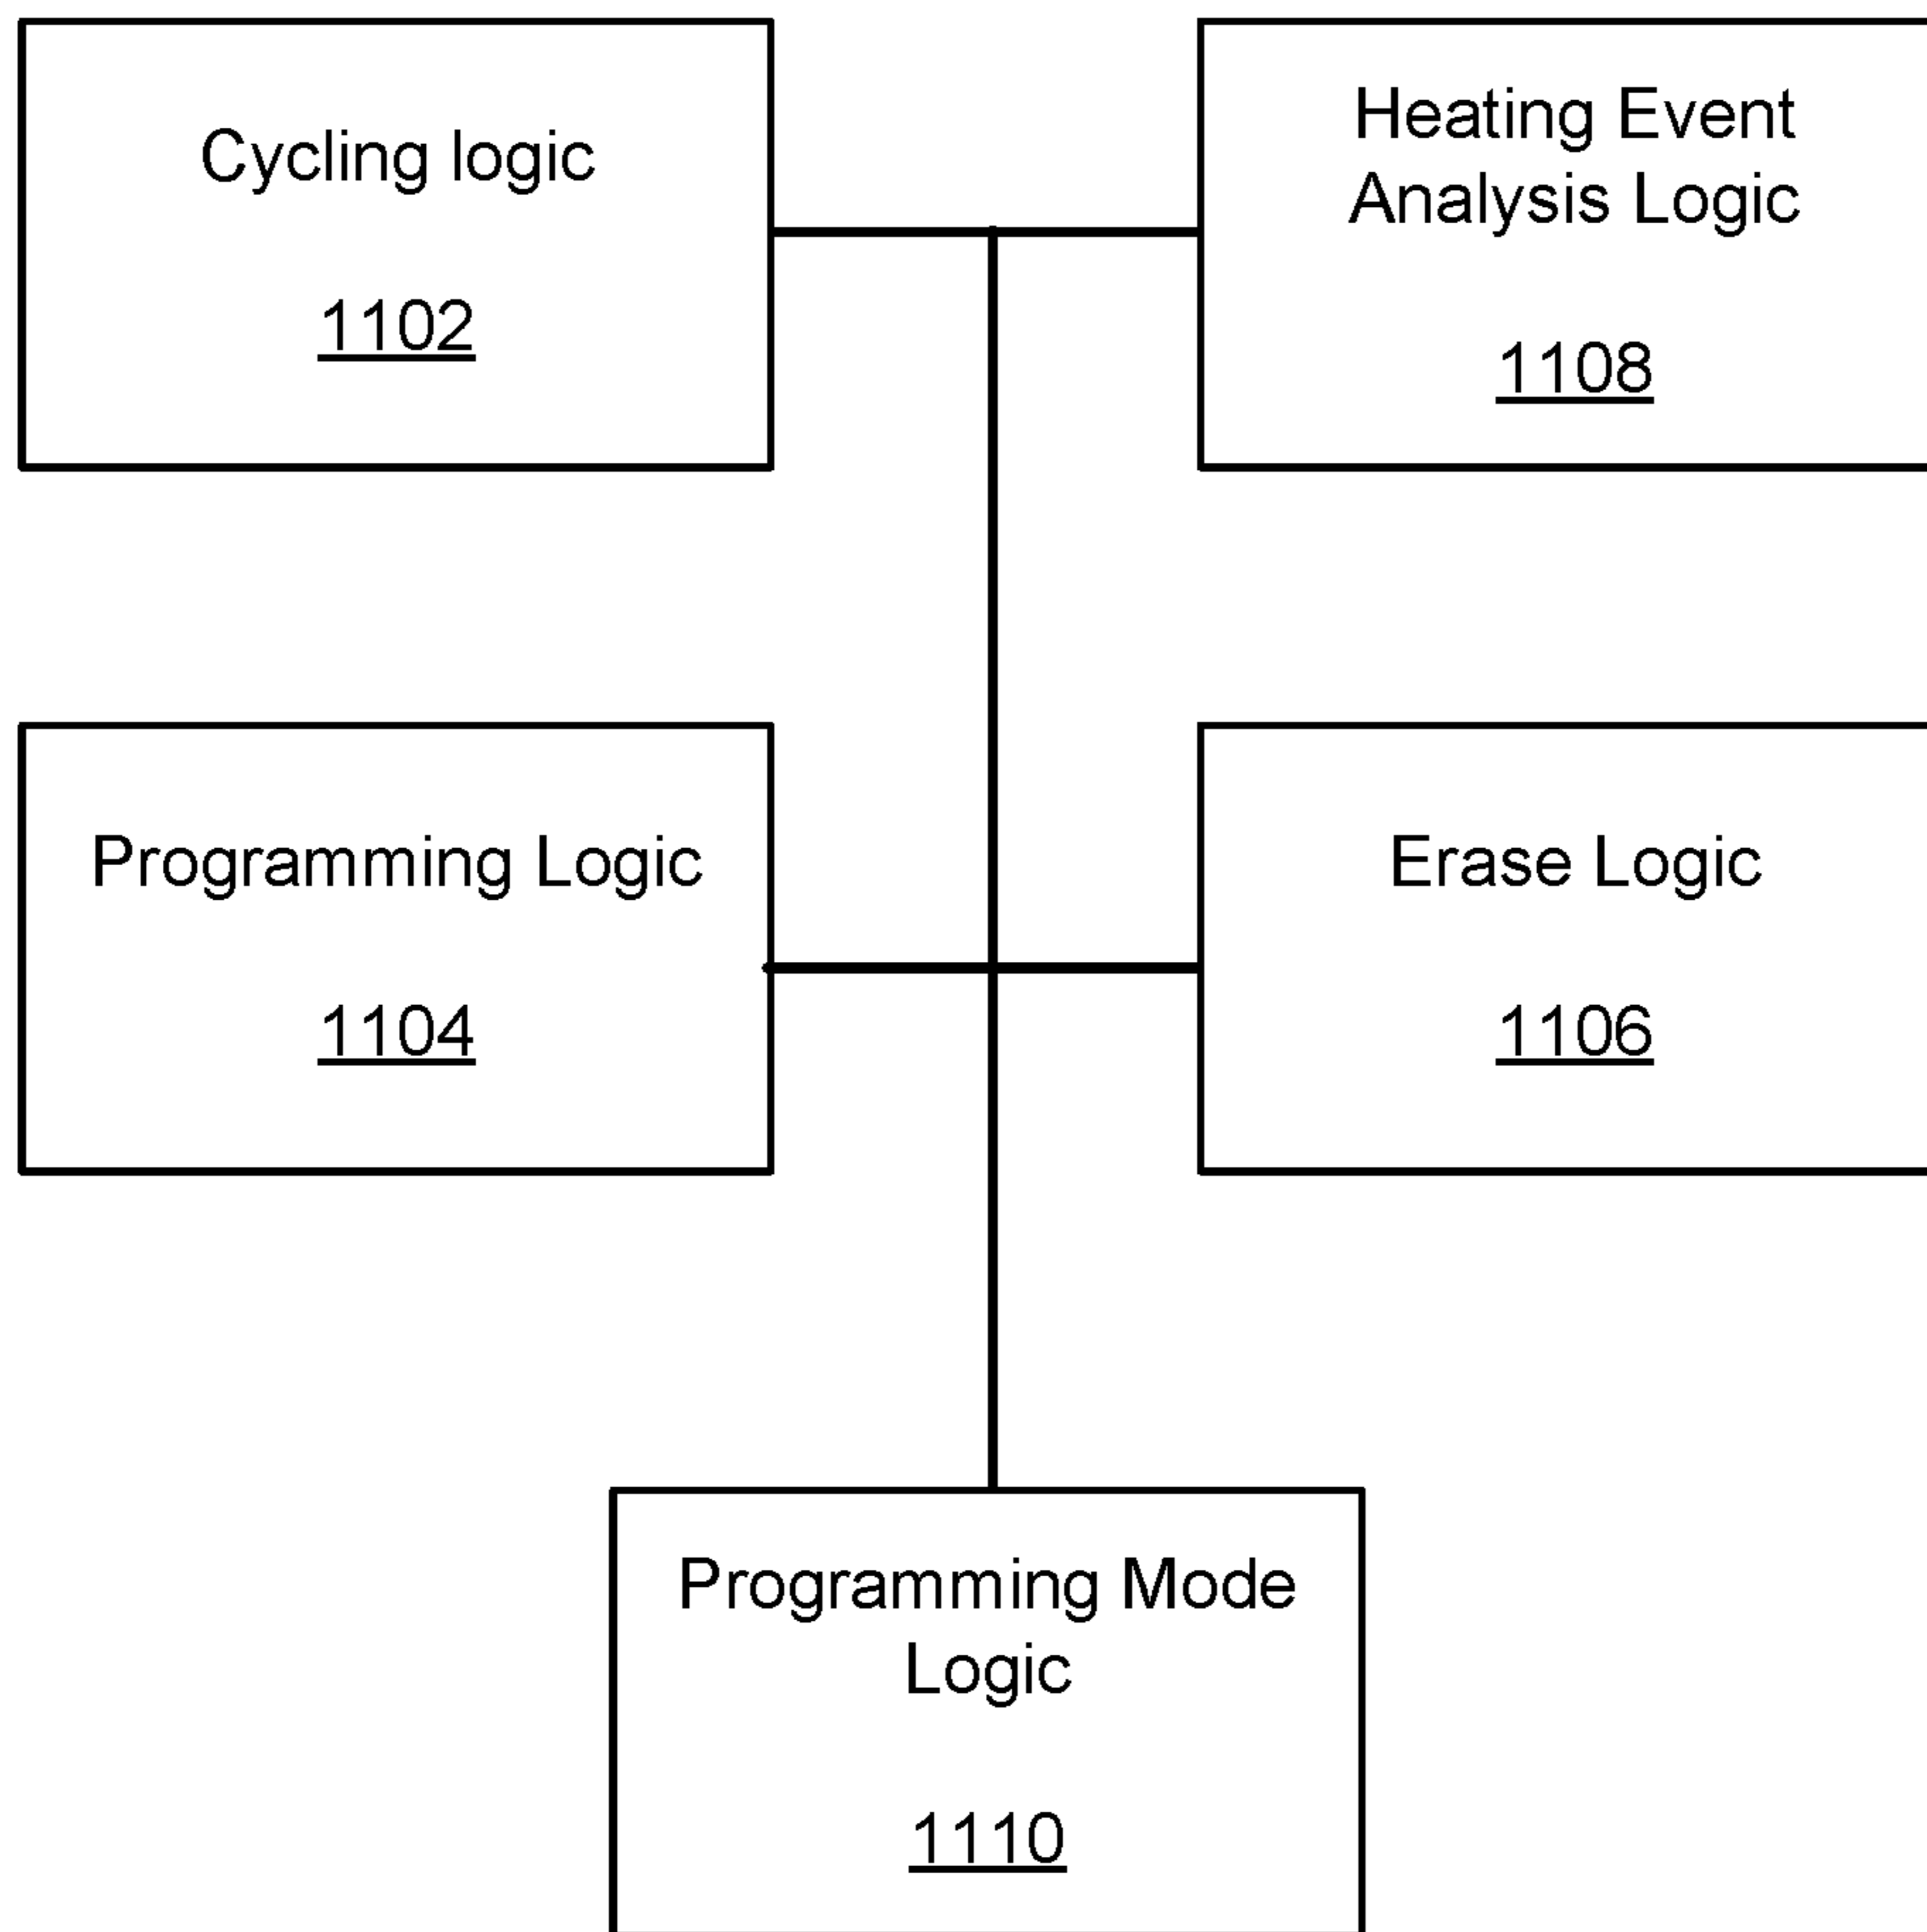 Cycling logic
1102
Heating Event
Analysis Logic
1108
Programming Logic
1104
Erase Logic
1106
Programming Mode
Logic
1110